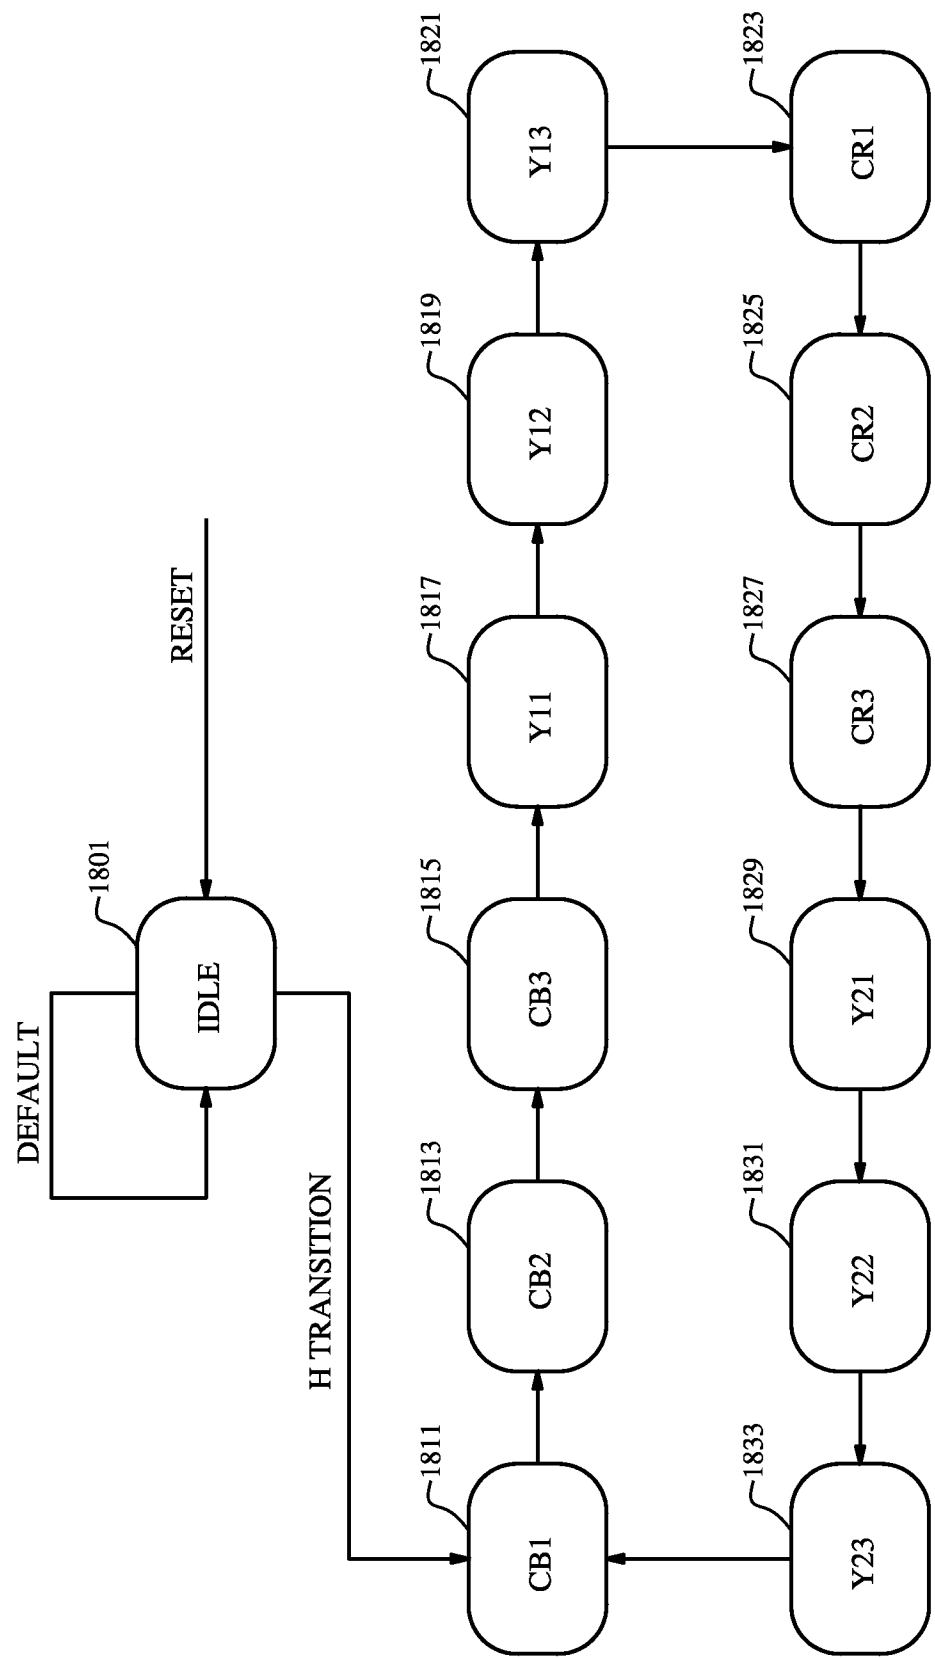 DEFAULT
1801
IDLE
RESET
H TRANSITION
1811
CB1
1813
CB2
1815
CB3
1817
Y11
1819
Y12
1821
Y13
1833
Y23
1831
Y22
1829
Y21
1827
CR3
1825
CR2
1823
CR1